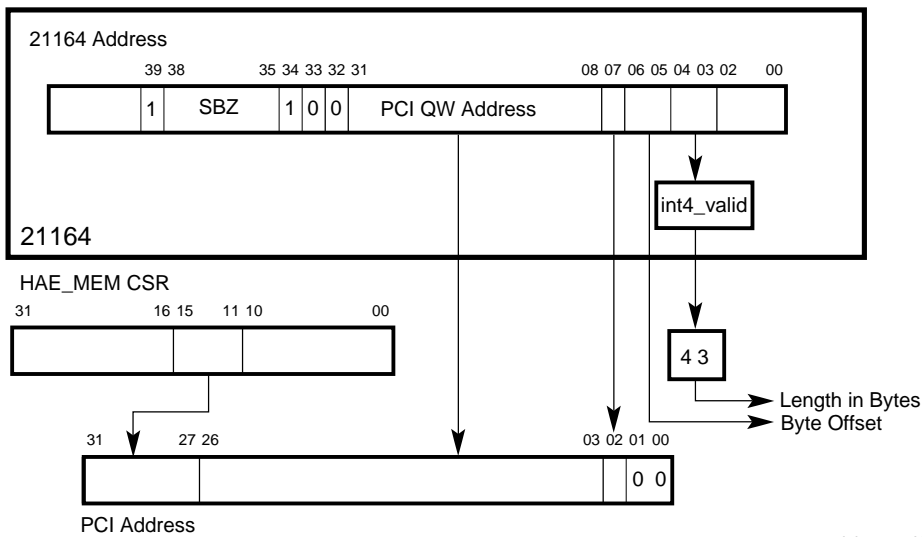 21164 Address
39 38 35 34 33 32 31 08 07 06 05 04 03 02 00
1 SBZ 1 0 0 PCI QW Address
int4_valid
21164
HAE_MEM CSR
31 16 15 11 10 00
4 3
Length in Bytes
Byte Offset
31 27 26 03 02 01 00
0 0
PCI Address